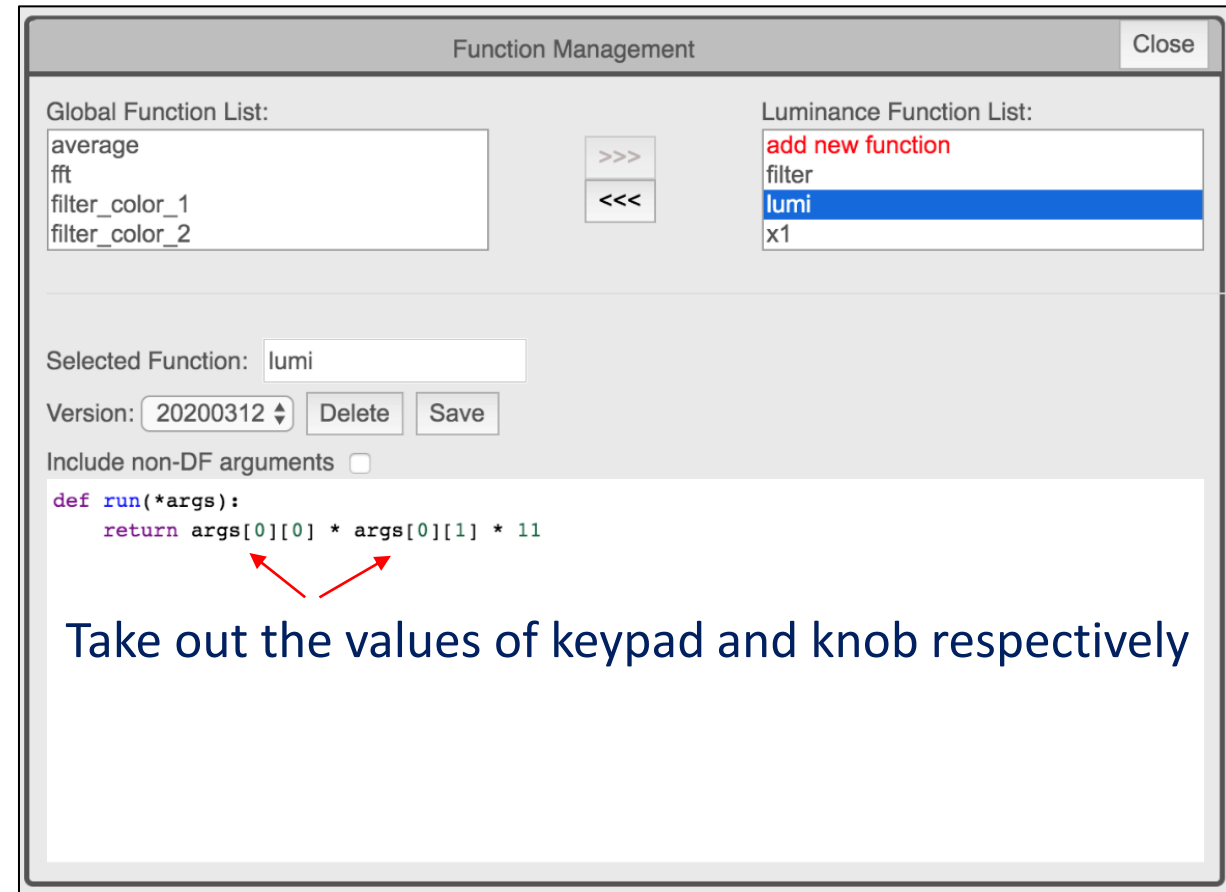 Function Management
Close
Global Function List:
average
fft
filter_color_1
filter_color_2
>>>
<<<
Luminance Function List:
add new function
filter
lumi
x1
Selected Function: lumi
Version: 20200312 Delete Save
Include non-DF arguments
def run(*args):
    return args[0][0] * args[0][1] * 11
Take out the values of keypad and knob respectively